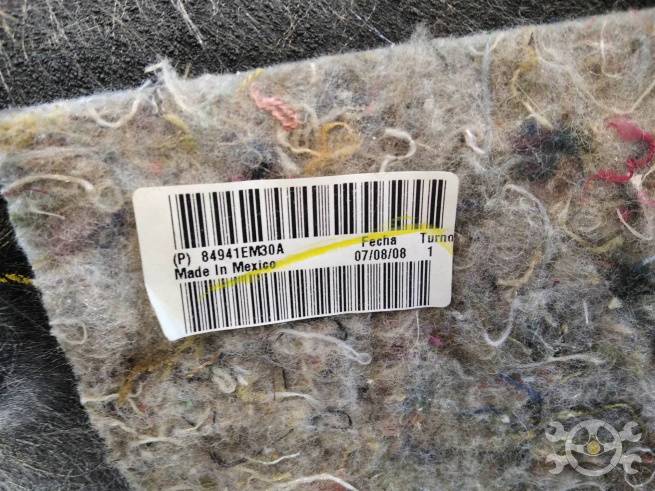 Fecha Turno
(P) 84941EM30A
Made In Mexico 07/08/08 1